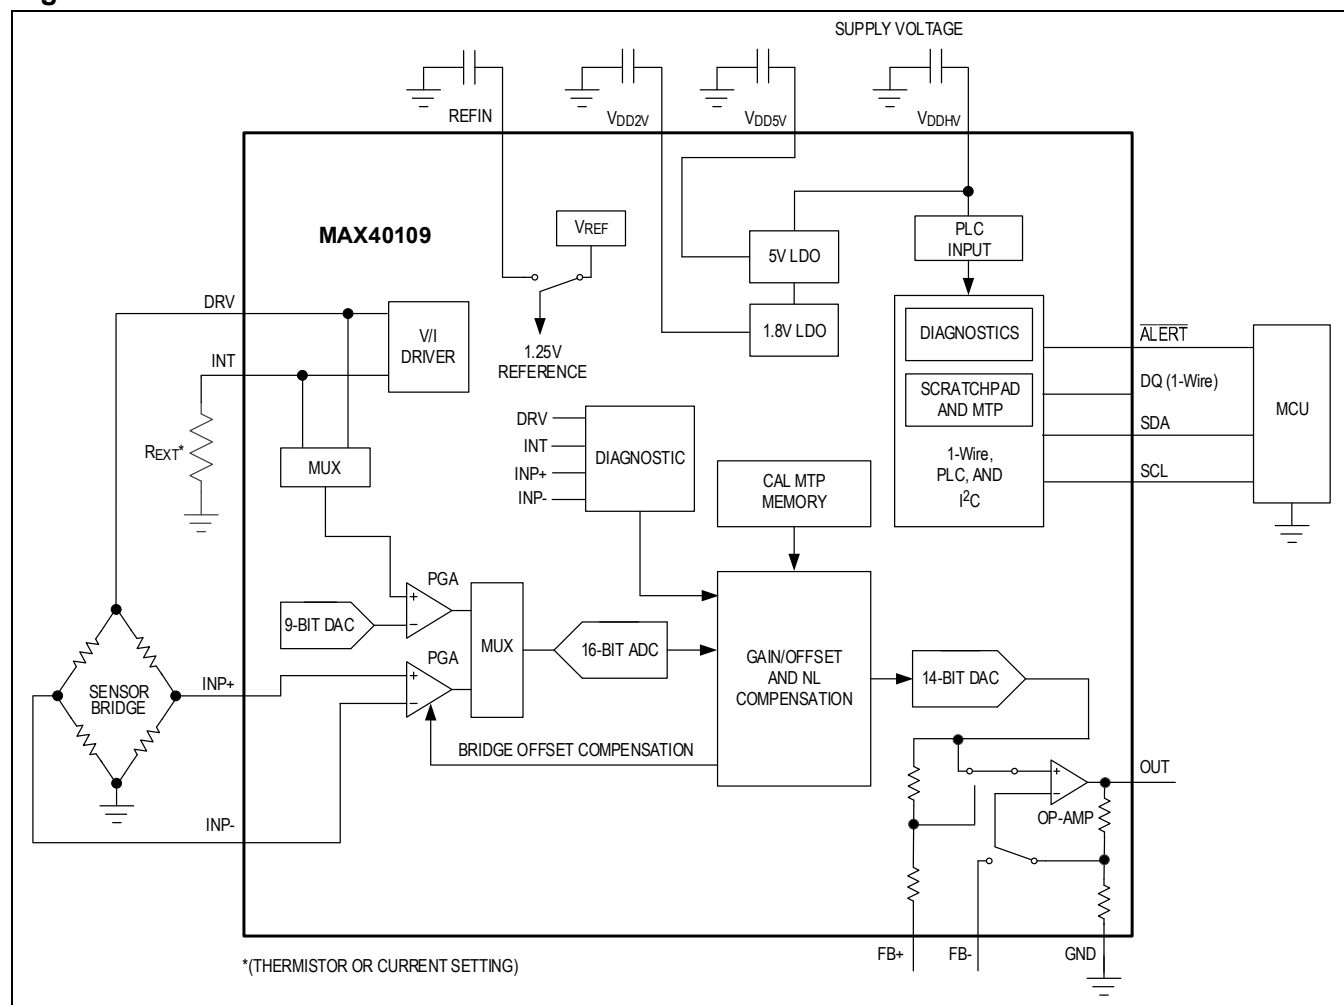 SUPPLY VOLTAGE
REFIN
VDD2V
VDD5V
VDDHV
MAX40109
VREF
5V LDO
PLC
INPUT
DRV
V/I
DRIVER
1.25V
REFERENCE
1.8V LDO
DIAGNOSTICS
ALERT
INT
SCRATCHPAD
AND MTP
DQ (1-Wire)
MCU
SDA
1-Wire,
PLC, AND
I2C
SCL
REXT*
MUX
DRV
INT
INP+
INP-
DIAGNOSTIC
CAL MTP
MEMORY
PGA
+
−
9-BIT DAC
MUX
16-BIT ADC
GAIN/OFFSET
AND NL
COMPENSATION
14-BIT DAC
PGA
+
−
SENSOR
BRIDGE
INP+
BRIDGE OFFSET COMPENSATION
+
−
OUT
OP-AMP
INP-
FB+
FB-
GND
*(THERMISTOR OR CURRENT SETTING)